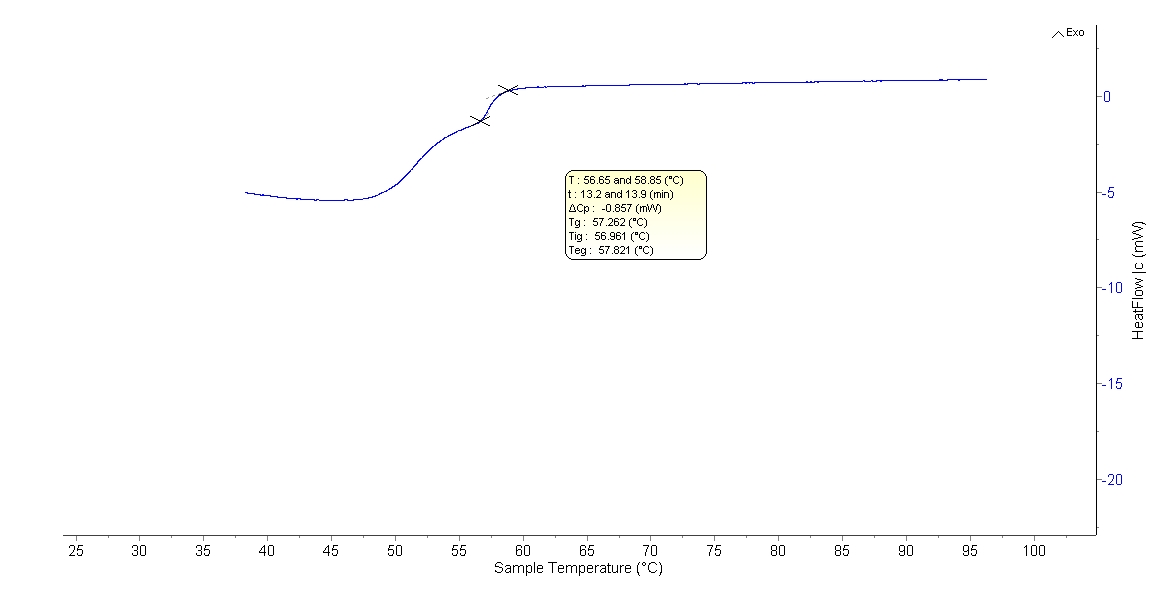 Exo
0
-5
-10
-15
-20
HeatFlow |c (mW)
T : 56.65 and 58.85 (°C)
t : 13.2 and 13.9 (min)
ΔCp : -0.857 (mW)
Tg : 57.262 (°C)
Tig : 56.961 (°C)
Teg : 57.821 (°C)
25 30 35 40 45 50 55 60 65 70 75 80 85 90 95 100
Sample Temperature (°C)